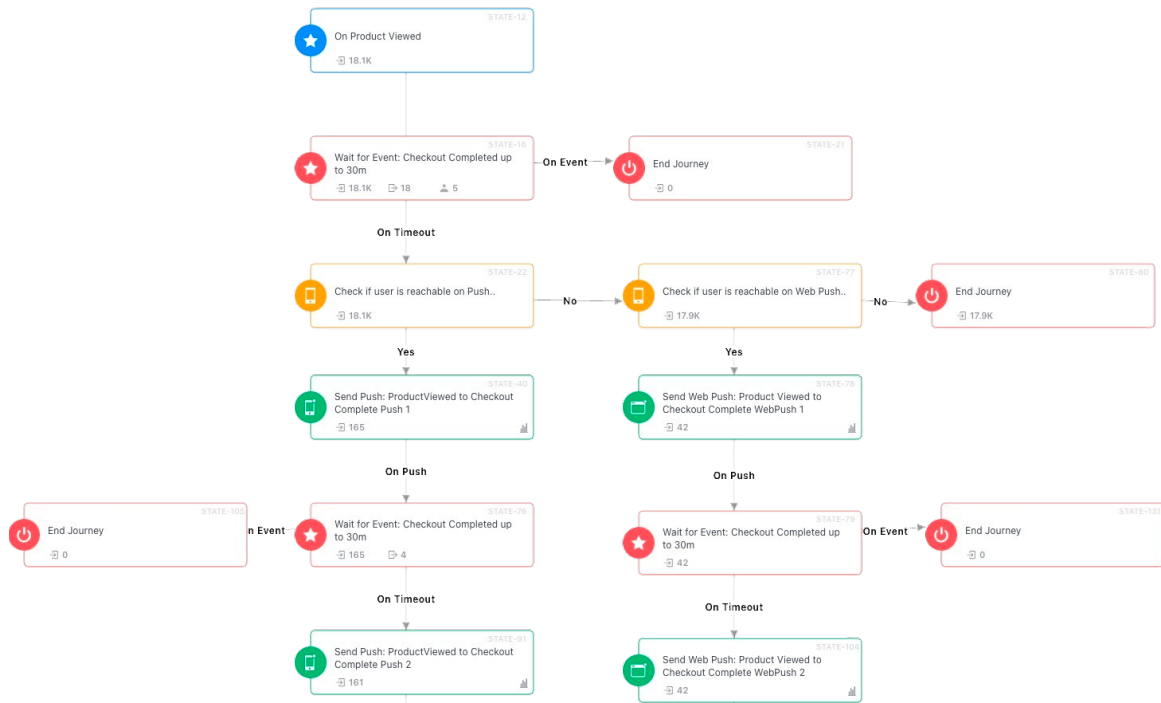 STATE-12
On Product Viewed
18.1K
STATE-16
Wait for Event: Checkout Completed up
to 30m
18.1K 18 5
On Event
STATE-21
End Journey
0
On Timeout
STATE-22
Check if user is reachable on Push..
18.1K
No
STATE-77
Check if user is reachable on Web Push..
17.9K
No
STATE-80
End Journey
17.9K
Yes
Yes
STATE-40
Send Push: ProductViewed to Checkout
Complete Push 1
165
STATE-78
Send Web Push: Product Viewed to
Checkout Complete WebPush 1
42
On Push
On Push
STATE-105
End Journey
0
n Event
STATE-76
Wait for Event: Checkout Completed up
to 30m
165 4
STATE-79
Wait for Event: Checkout Completed up
to 30m
42
On Event
STATE-131
End Journey
0
On Timeout
On Timeout
STATE-91
Send Push: ProductViewed to Checkout
Complete Push 2
161
STATE-104
Send Web Push: Product Viewed to
Checkout Complete WebPush 2
42